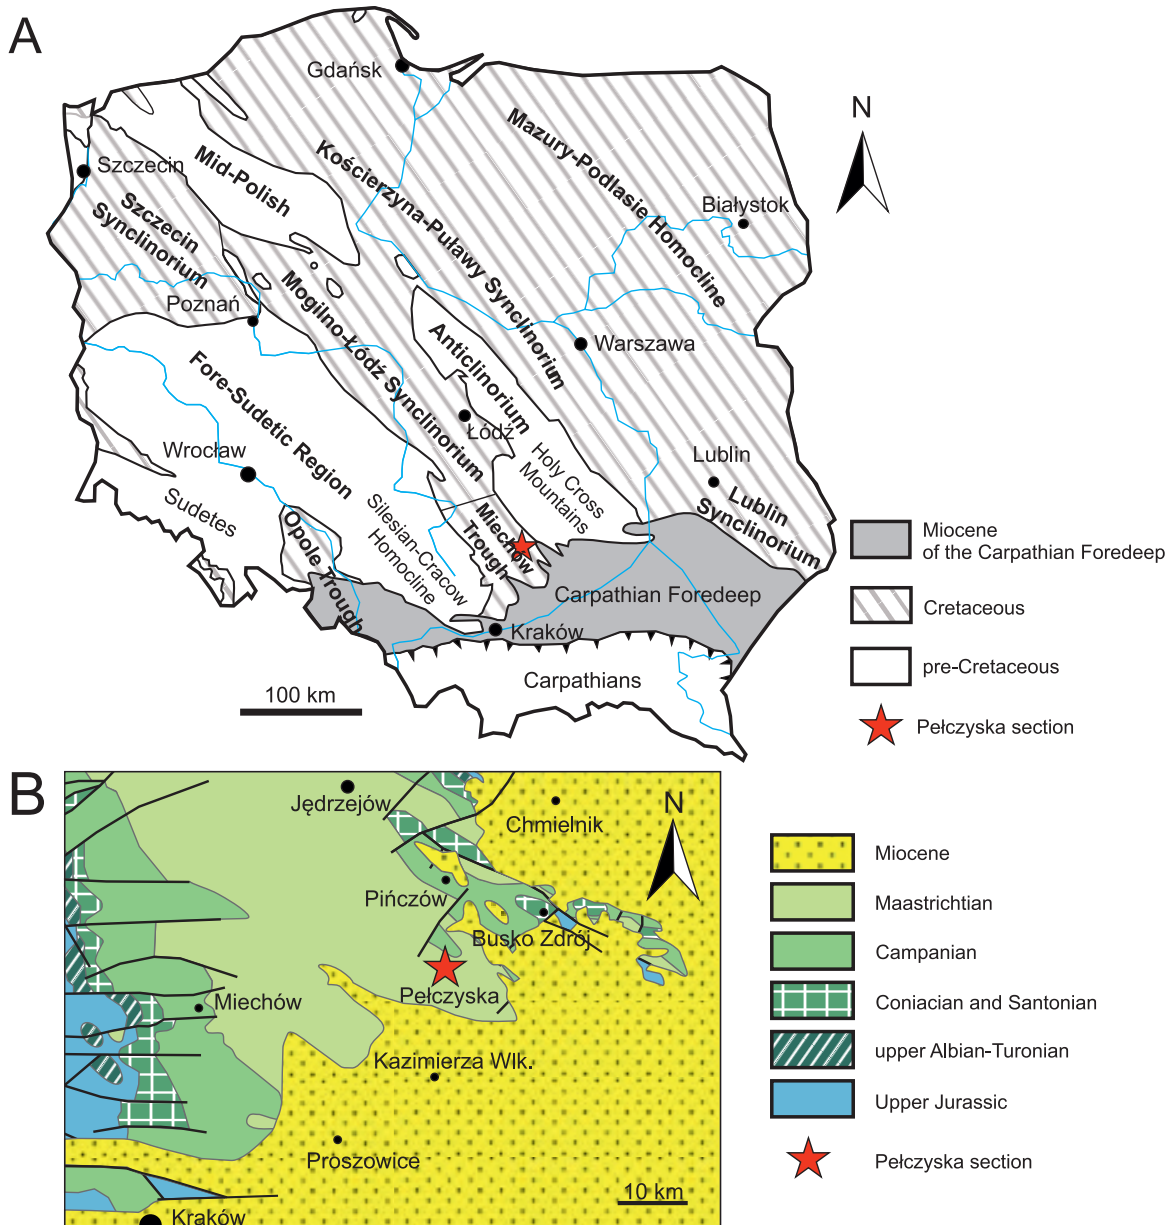 A
Gdańsk
N
Szczecin
Mid-Polish
Mazury-Podlasie Homocline
Kościerzyna-Puławy Synclinorium
Białystok
Szczecin
Synclinorium
Poznań
Mogilno-Łódź Synclinorium
Anticlinorium
Warszawa
Fore-Sudetic Region
Łódź
Wrocław
Holy Cross
Mountains
Lublin
Lublin
Synclinorium
Sudetes
Opole Trough
Silesian-Cracow
Homocline
Miechów
Trough
Carpathian Foredeep
Kraków
Carpathians
100 km
Miocene
of the Carpathian Foredeep
Cretaceous
pre-Cretaceous
Pełczyska section
B
Jędrzejów
Chmielnik
N
Pińczów
Busko Zdrój
Pełczyska
Miechów
Kazimierza Wlk.
Proszowice
10 km
Kraków
Miocene
Maastrichtian
Campanian
Coniacian and Santonian
upper Albian-Turonian
Upper Jurassic
Pełczyska section